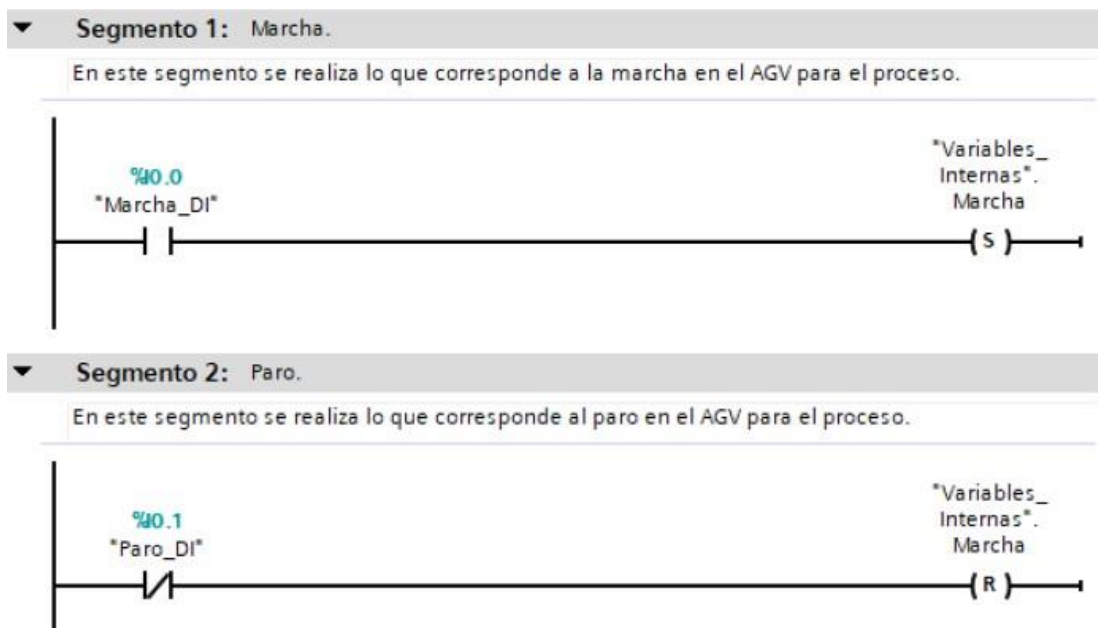 Segmento 1: Marcha.
En este segmento se realiza lo que corresponde a la marcha en el AGV para el proceso.
%I0.0
"Marcha_DI"
"Variables_
Internas".
Marcha
S
Segmento 2: Paro.
En este segmento se realiza lo que corresponde al paro en el AGV para el proceso.
%I0.1
"Paro_DI"
"Variables_
Internas".
Marcha
R